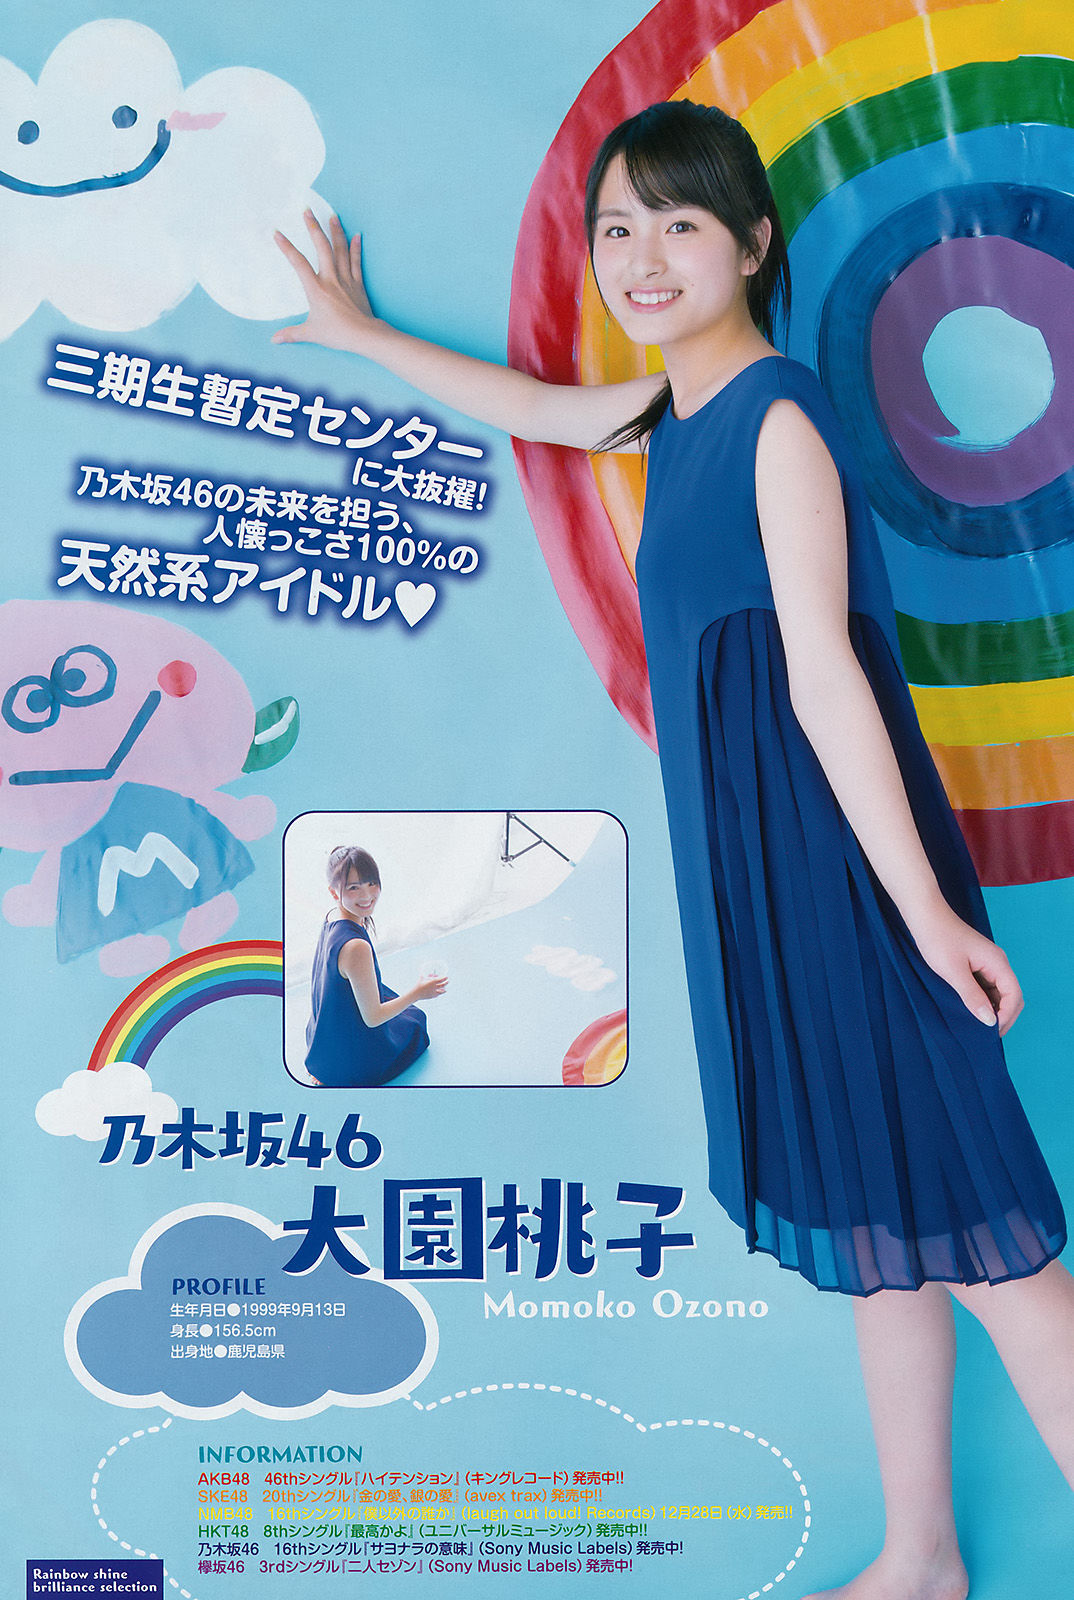 三期生暫定センター
に大抜擢!
乃木坂46の未来を担う、
人懐っこさ100%の
天然系アイドル♥
M
乃木坂46
大園桃子
Momoko Ozono
PROFILE
生年月日●1999年9月13日
身長●156.5cm
出身地●鹿児島県
INFORMATION
AKB48 46thシングル『ハイテンション』(キングレコード)発売中!!
SKE48 20thシングル『金の愛、銀の愛』(avex trax)発売中!!
NMB48 16thシングル『僕以外の誰か』(laugh out loud! Records)12月28日(水)発売!!
HKT48 8thシングル『最高かよ』(ユニバーサルミュージック)発売中!!
乃木坂46 16thシングル『サヨナラの意味』(Sony Music Labels)発売中!
欅坂46 3rdシングル『二人セゾン』(Sony Music Labels)発売中!
Rainbow shine
brilliance selection